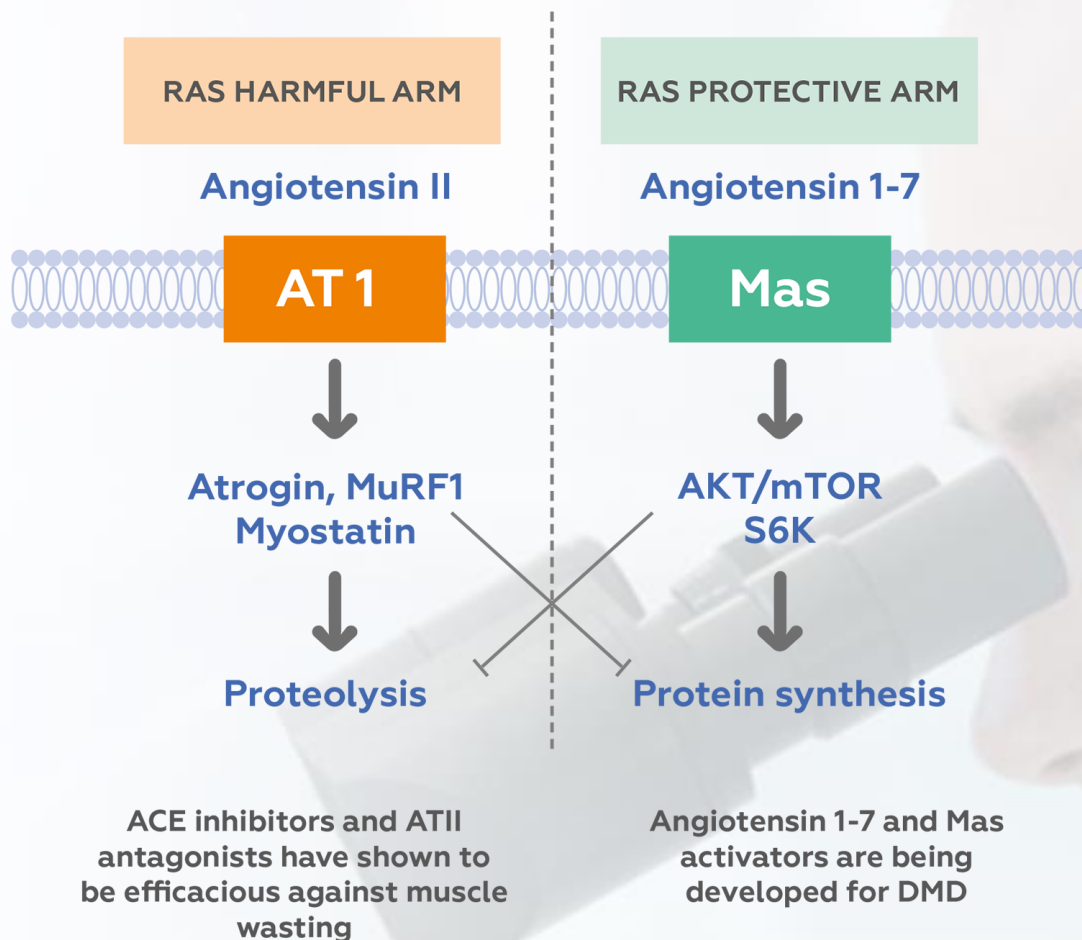 RAS HARMFUL ARM
Angiotensin II
AT 1
Atrogin, MuRF1
Myostatin
Proteolysis
ACE inhibitors and ATII
antagonists have shown to
be efficacious against muscle
wasting
RAS PROTECTIVE ARM
Angiotensin 1-7
Mas
AKT/mTOR
S6K
Protein synthesis
Angiotensin 1-7 and Mas
activators are being
developed for DMD